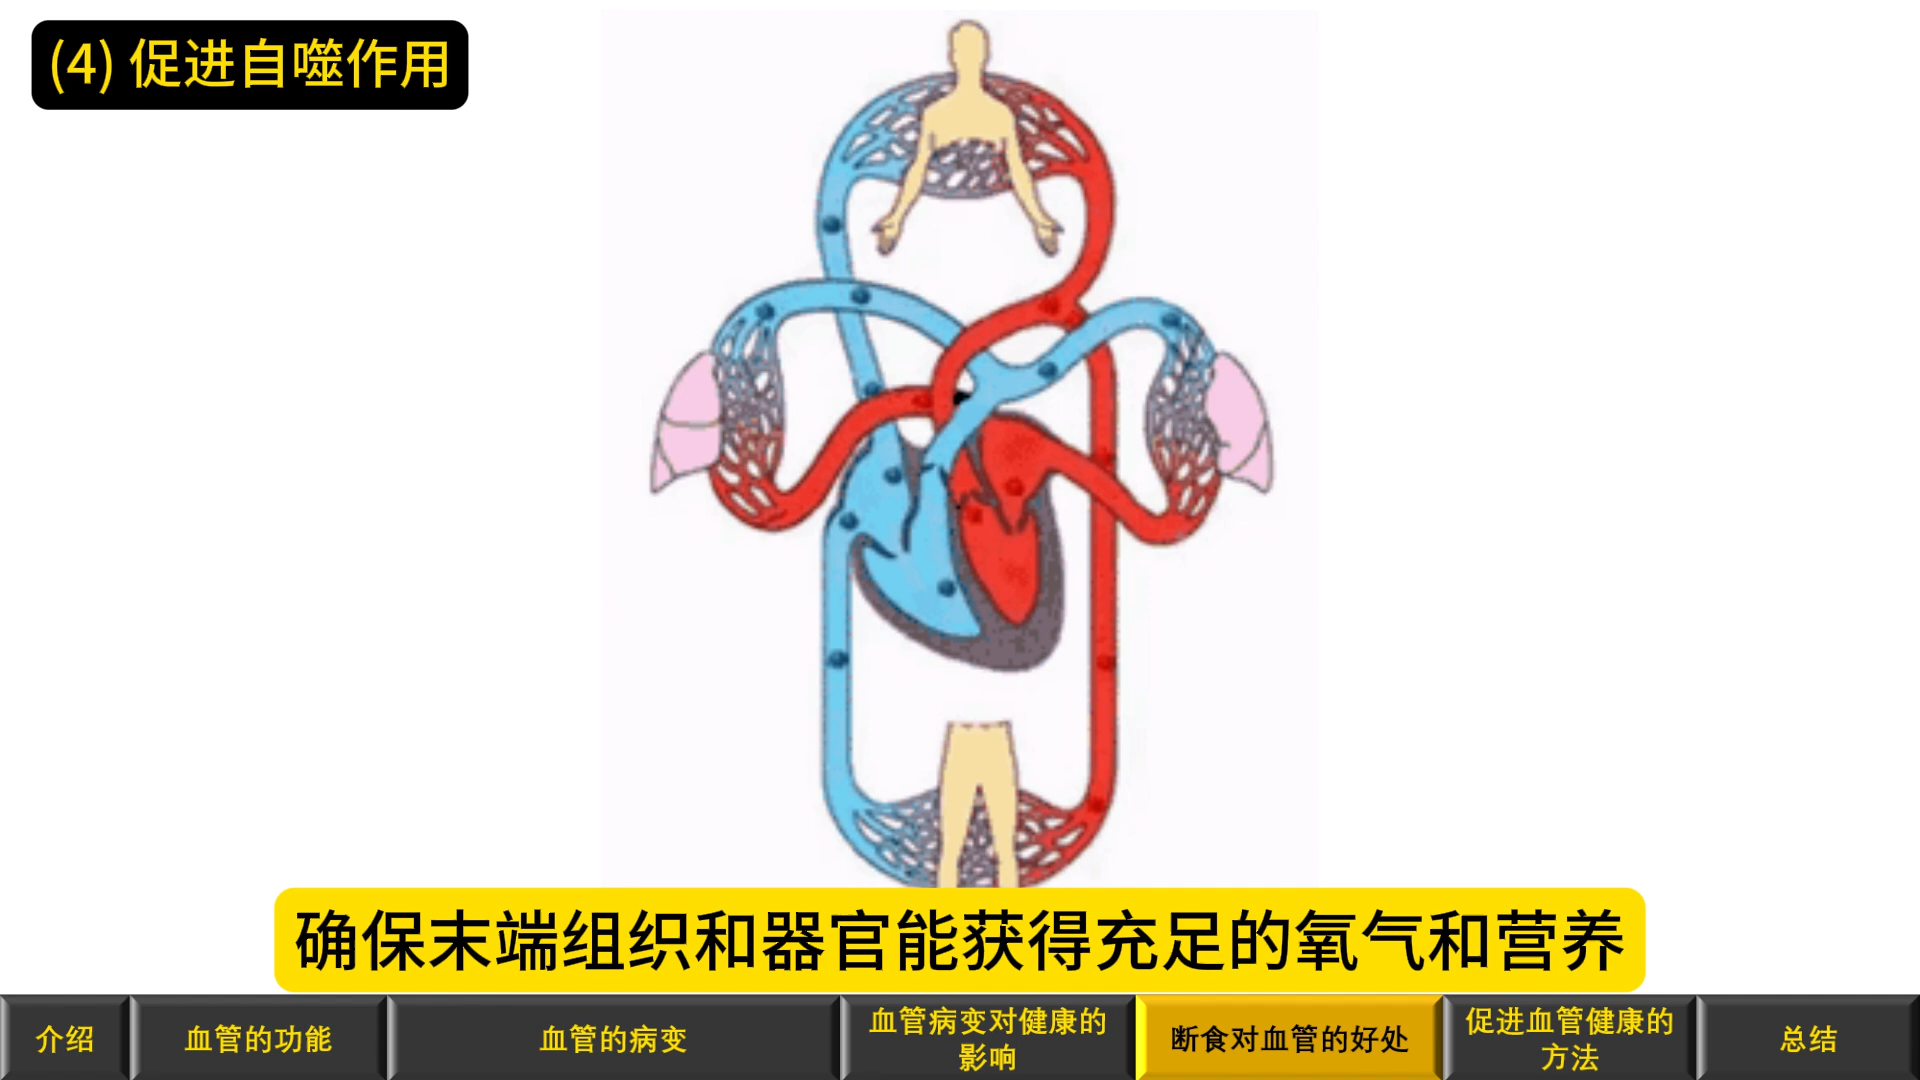 (4) 促进自噬作用
确保末端组织和器官能获得充足的氧气和营养
介绍
血管的功能
血管的病变
血管病变对健康的
影响
断食对血管的好处
促进血管健康的
方法
总结